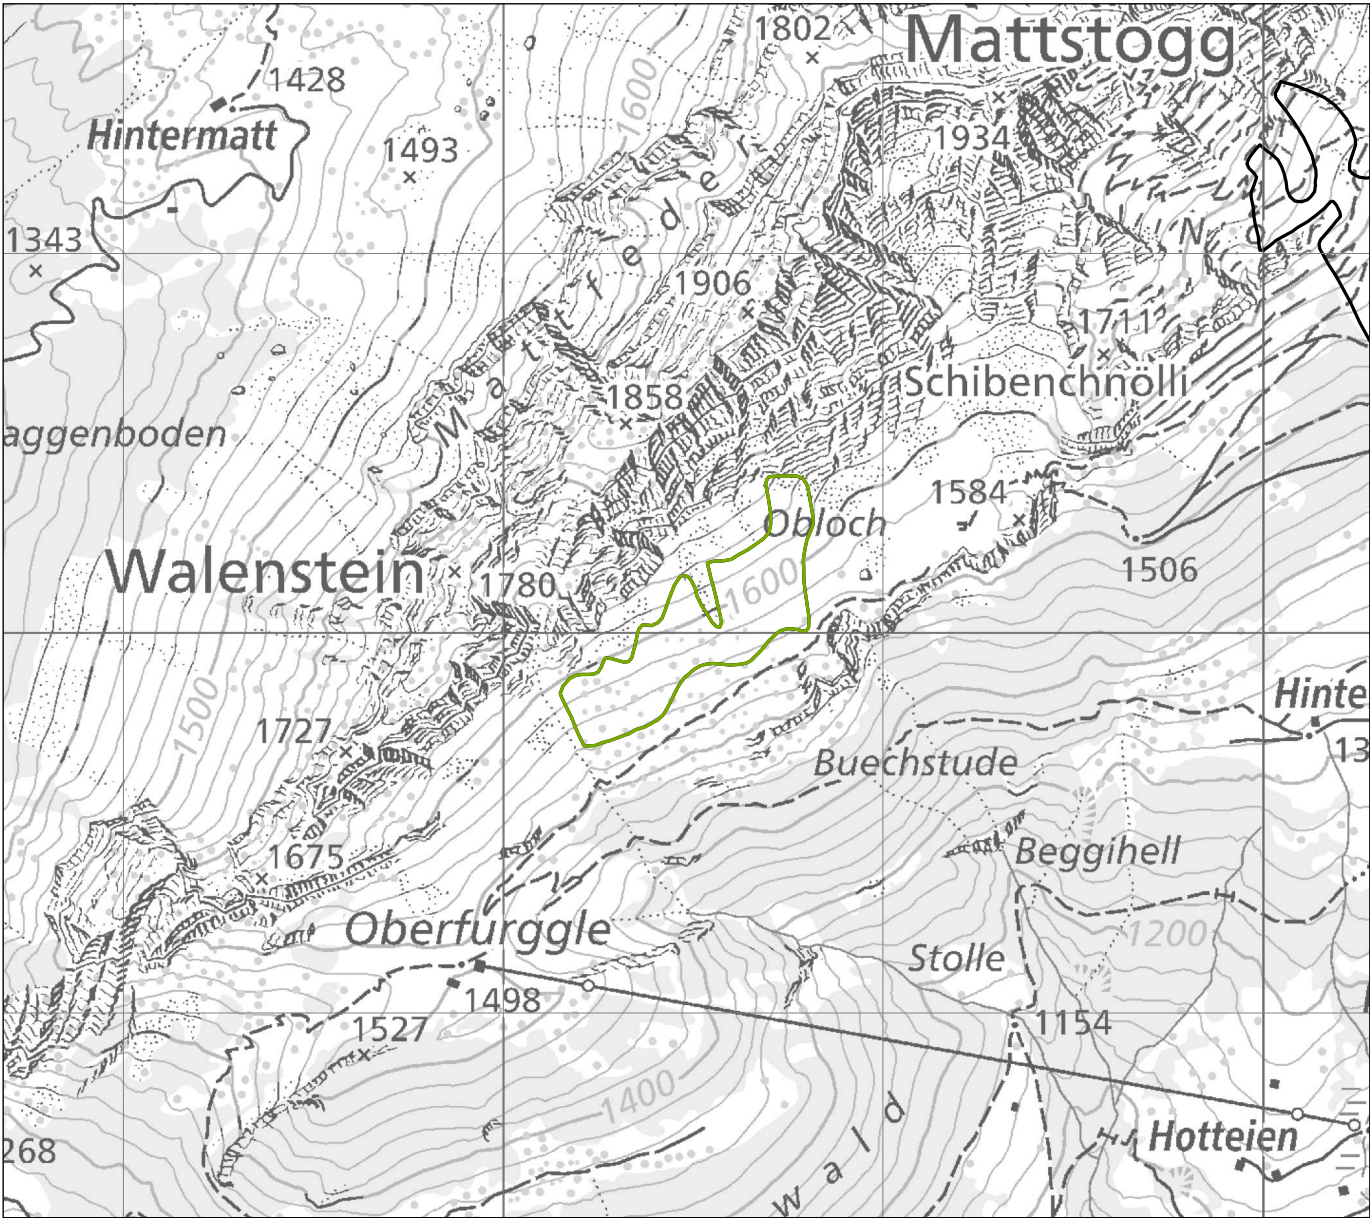 1802
Mattstogg
1428
1600
Hintermatt
1493
1934
1343
N
1906
Mattfeder
1711
1858
Schibenchnölli
aggenboden
1584
Obloch
Walenstein
1780
1600
1506
1500
1727
Hinte
13
Buechstude
1675
Beggihell
Oberfurggle
1200
Stolle
1498
1527
1154
1400
268
wald
Hotteien